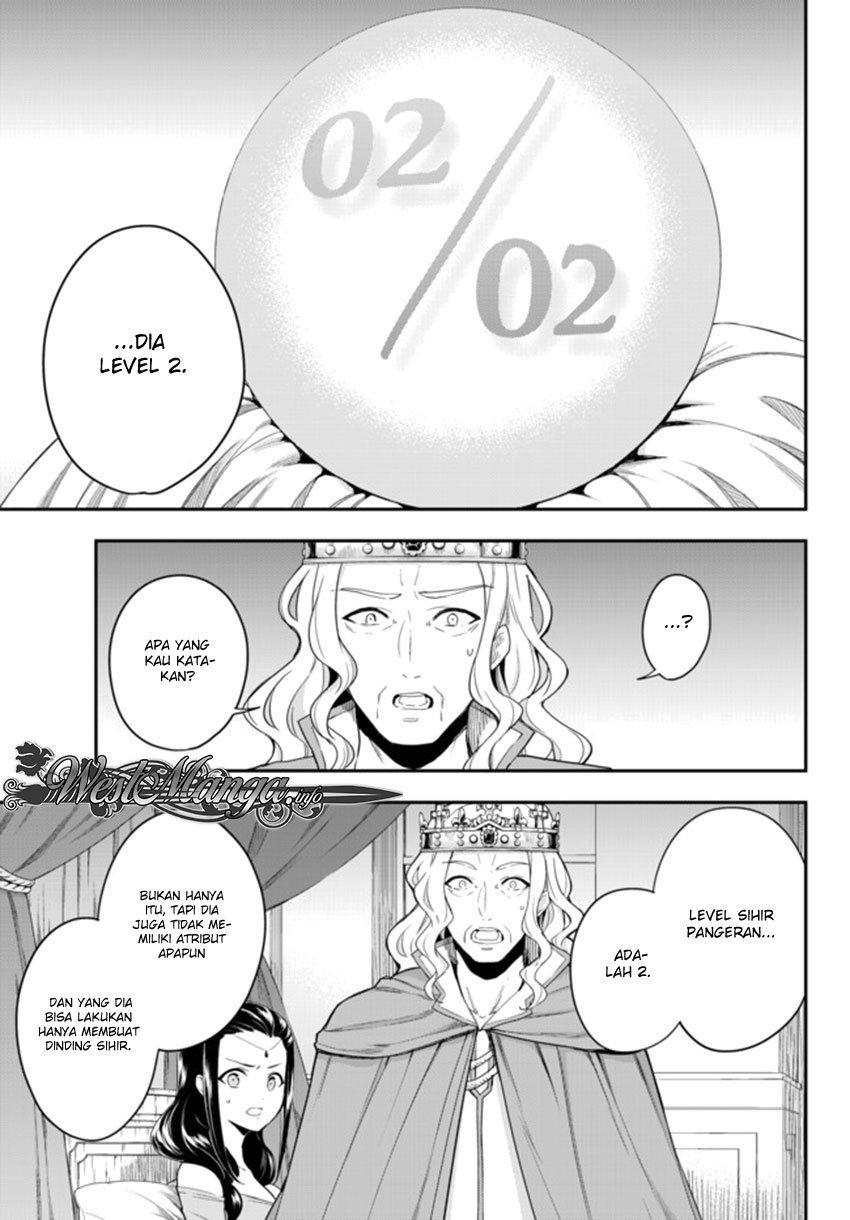 02
02
...DIA
LEVEL 2.
...?
APA YANG
KAU KATA-
KAN?
WestManga.info
LEVEL SIHIR
PANGERAN...
ADA-
LAH 2.
BUKAN HANYA
ITU, TAPI DIA
JUGA TIDAK ME-
MILIKI ATRIBUT
APAPUN
DAN YANG DIA
BISA LAKUKAN
HANYA MEMBUAT
DINDING SIHIR.